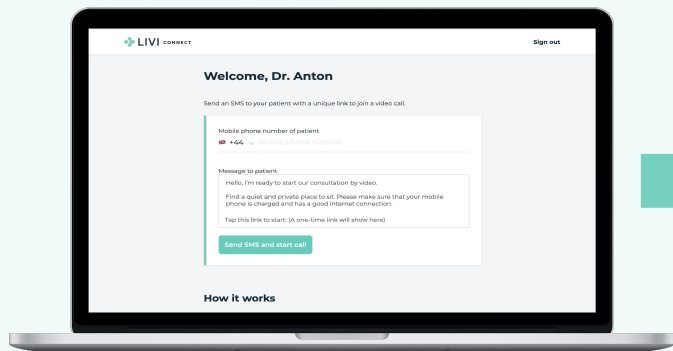 LIVI CONNECT
Sign out
Welcome, Dr. Anton
Send an SMS to your patient with a unique link to join a video call.
Mobile phone number of patient
+44 Mobile phone number
Message to patient
Hello, I'm ready to start our consultation by video.
Find a quiet and private place to sit. Please make sure that your mobile
phone is charged and has a good internet connection.
Tap this link to start: (A one-time link will show here)
Send SMS and start call
How it works